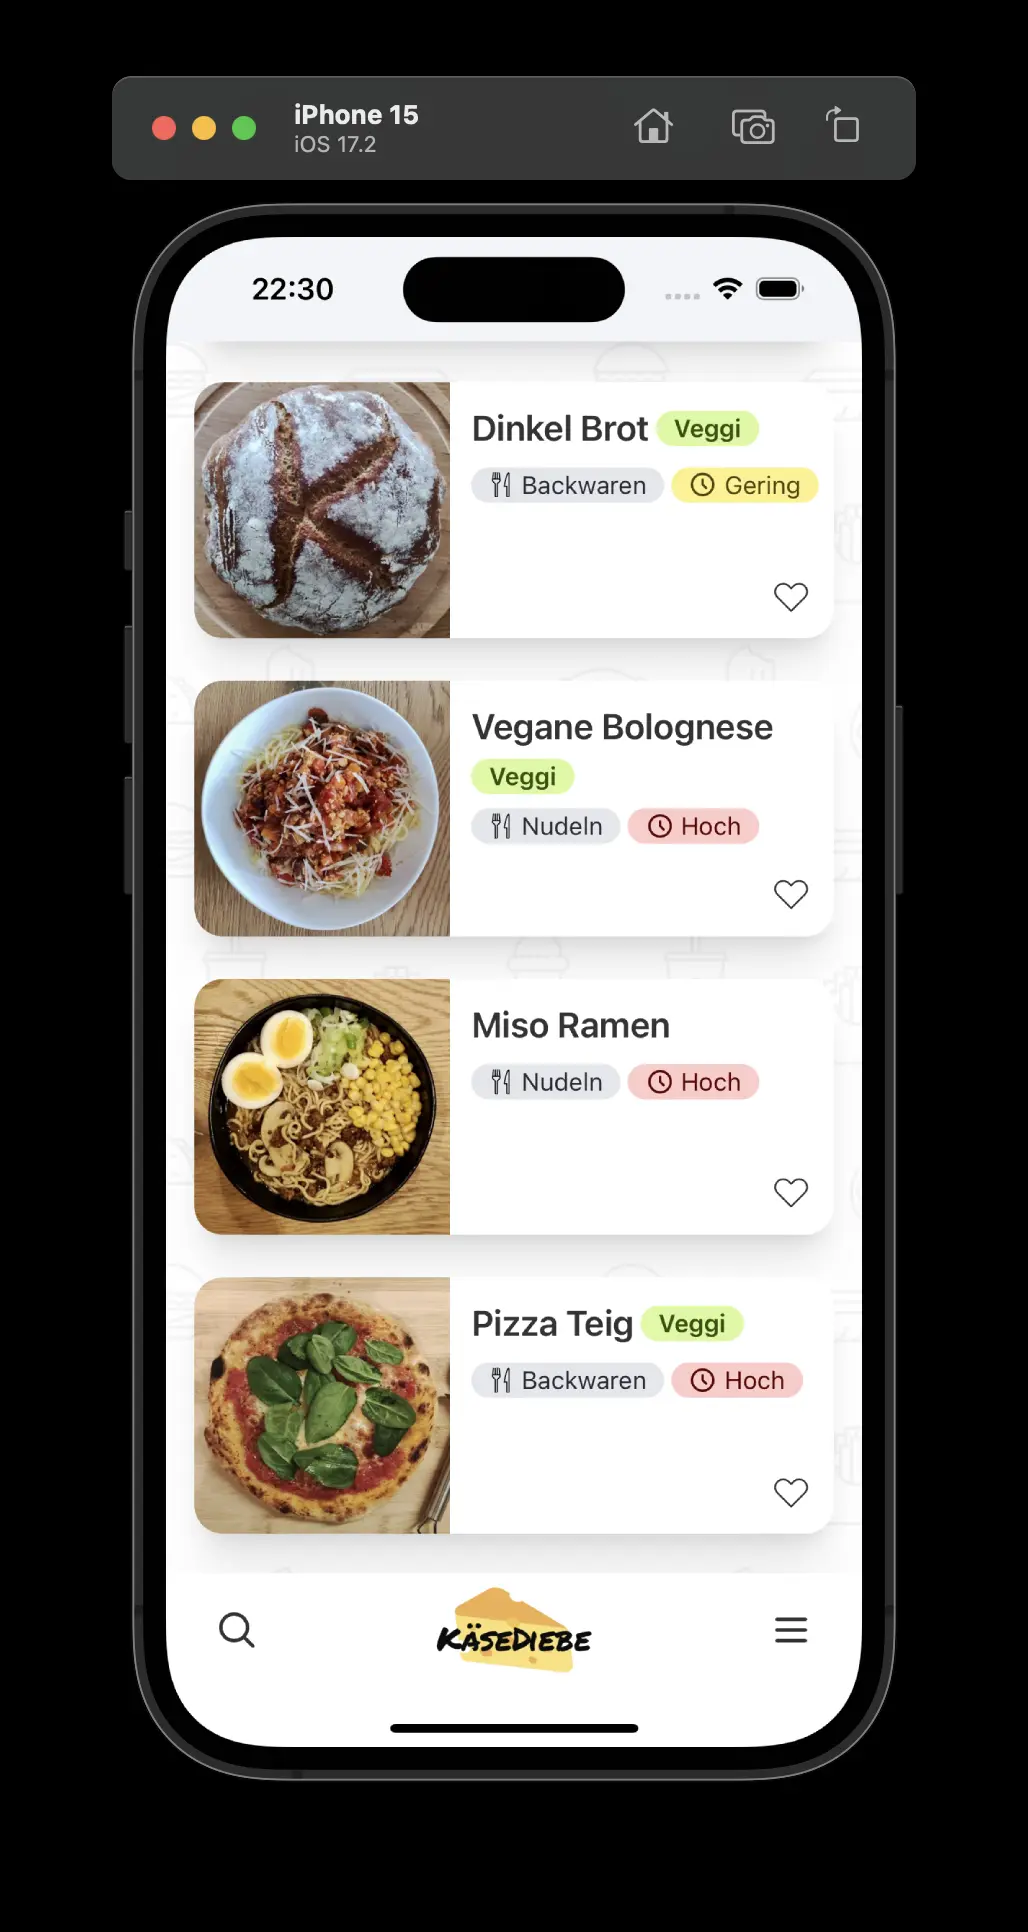 iPhone 15
iOS 17.2
22:30
Dinkel Brot Veggi
Backwaren Gering
Vegane Bolognese
Veggi
Nudeln Hoch
Miso Ramen
Nudeln Hoch
Pizza Teig Veggi
Backwaren Hoch
KÄSEDIEBE